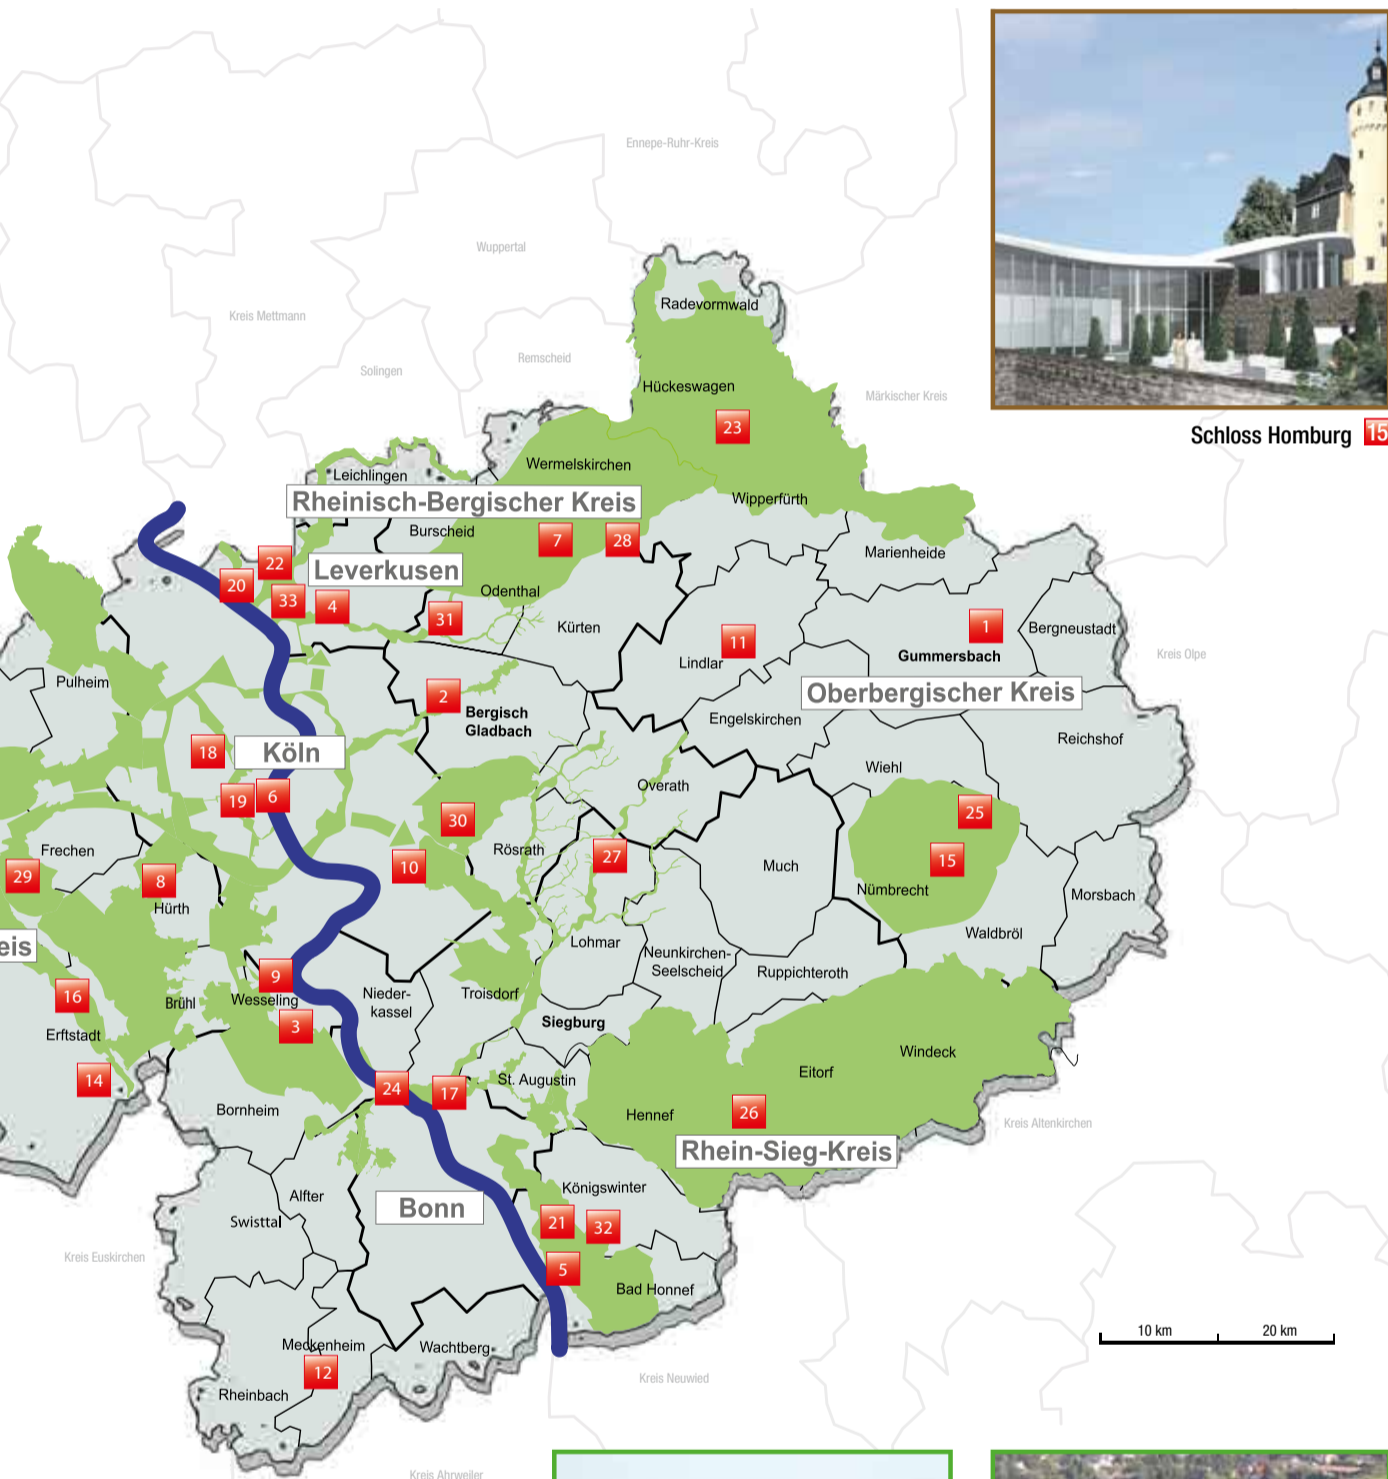 Ennepe-Ruhr-Kreis
Wuppertal
Radevormwald
Kreis Mettmann
Remscheid
Solingen
Hückeswagen
Märkischer Kreis
23
Schloss Homburg 15
Wermelskirchen
Leichlingen
Rheinisch-Bergischer Kreis
Wipperfürth
Burscheid
7
28
Marienheide
22
Leverkusen
20
33
4
Odenthal
31
Kürten
11
1
Bergneustadt
Lindlar
Gummersbach
Kreis Olpe
Pulheim
2
Oberbergischer Kreis
Bergisch
Gladbach
Engelskirchen
Reichshof
18
Köln
Wiehl
Overath
19
6
25
30
Frechen
Rösrath
27
15
29
8
10
Much
Nümbrecht
Morsbach
Hürth
Waldbröl
eis
Lohmar
Neunkirchen-
Seelscheid
Ruppichteroth
9
16
Brühl
Wesseling
Nieder-
kassel
Troisdorf
3
Siegburg
Erftstadt
Windeck
Eitorf
14
24
17
St. Augustin
Bornheim
Hennef
26
Kreis Altenkirchen
Rhein-Sieg-Kreis
Königswinter
Alfter
Bonn
Swisttal
21
32
Kreis Euskirchen
5
Bad Honnef
10 km
20 km
Meckenheim
Wachtberg
12
Kreis Neuwied
Rheinbach
Kreis Ahrweiler